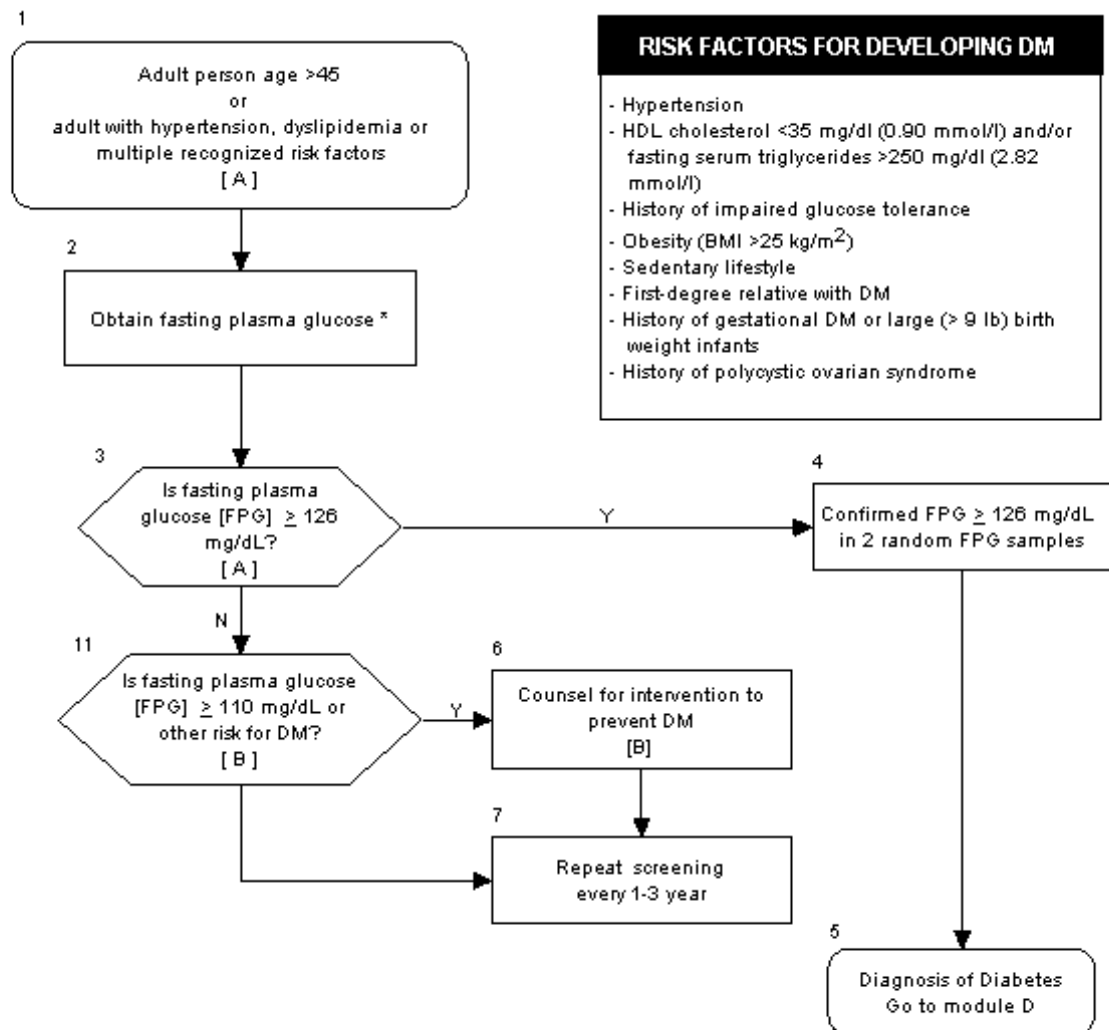 1
Adult person age >45
or
adult with hypertension, dyslipidemia or
multiple recognized risk factors
[ A ]
RISK FACTORS FOR DEVELOPING DM
- Hypertension
- HDL cholesterol <35 mg/dl (0.90 mmol/l) and/or
fasting serum triglycerides >250 mg/dl (2.82
mmol/l)
- History of impaired glucose tolerance
- Obesity (BMI >25 kg/m²)
- Sedentary lifestyle
- First-degree relative with DM
- History of gestational DM or large (> 9 lb) birth
weight infants
- History of polycystic ovarian syndrome
2
Obtain fasting plasma glucose *
3
Is fasting plasma
glucose [FPG] ≥ 126
mg/dL?
[ A ]
Y
4
Confirmed FPG ≥ 126 mg/dL
in 2 random FPG samples
N
11
Is fasting plasma glucose
[FPG] ≥ 110 mg/dL or
other risk for DM?
[ B ]
Y
6
Counsel for intervention to
prevent DM
[B]
7
Repeat screening
every 1-3 year
5
Diagnosis of Diabetes
Go to module D